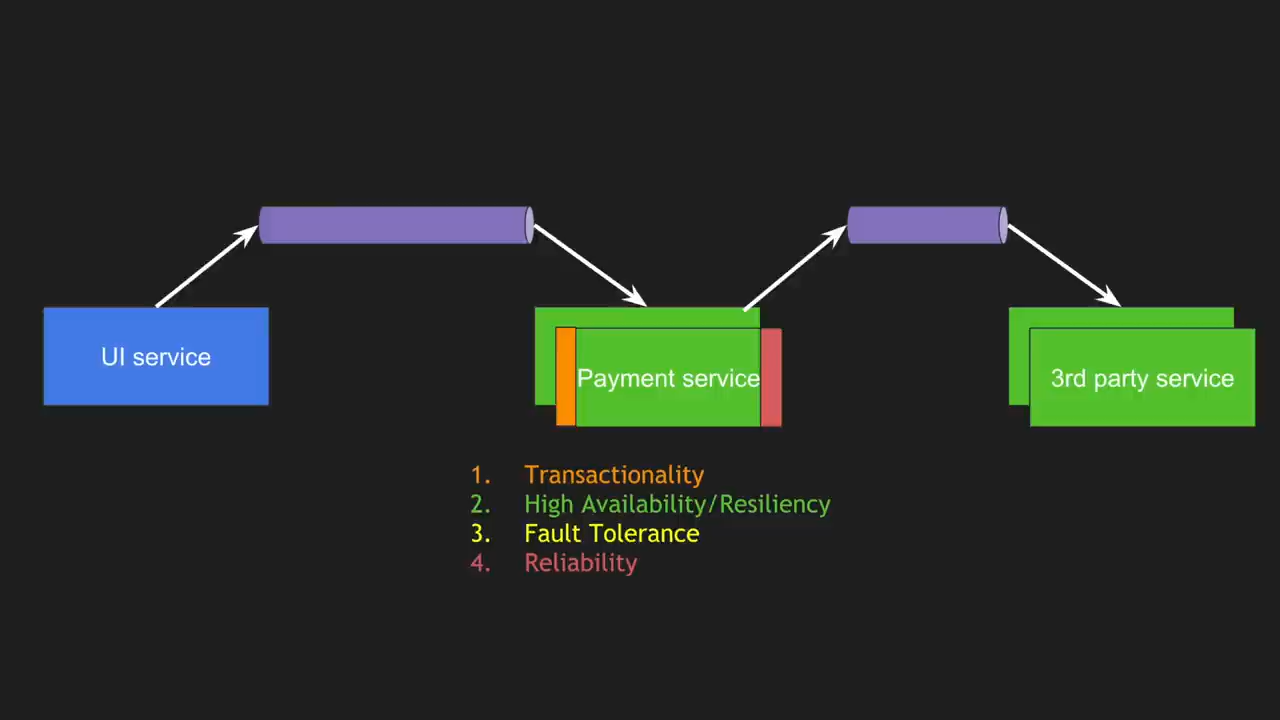 UI service
Payment service
3rd party service
1. Transactionality
2. High Availability/Resiliency
3. Fault Tolerance
4. Reliability